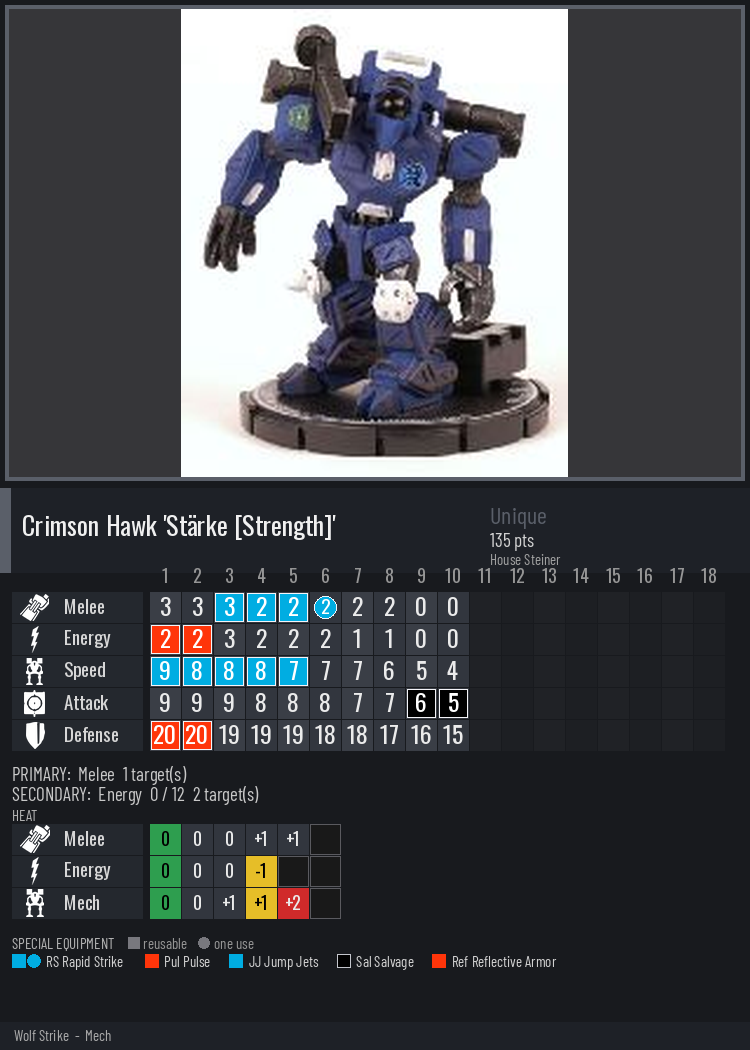 Crimson Hawk 'Stärke [Strength]'
Unique
135 pts
House Steiner
1 2 3 4 5 6 7 8 9 10 11 12 13 14 15 16 17 18
Melee 3 3 3 2 2 2 2 2 0 0
Energy 2 2 3 2 2 2 1 1 0 0
Speed 9 8 8 8 7 7 7 6 5 4
Attack 9 9 9 8 8 8 7 7 6 5
Defense 20 20 19 19 19 18 18 17 16 15
PRIMARY: Melee 1 target(s)
SECONDARY: Energy 0 / 12 2 target(s)
HEAT
Melee 0 0 0 +1 +1
Energy 0 0 0 -1
Mech 0 0 +1 +1 +2
SPECIAL EQUIPMENT reusable one use
RS Rapid Strike Pul Pulse JJ Jump Jets Sal Salvage Ref Reflective Armor
Wolf Strike - Mech